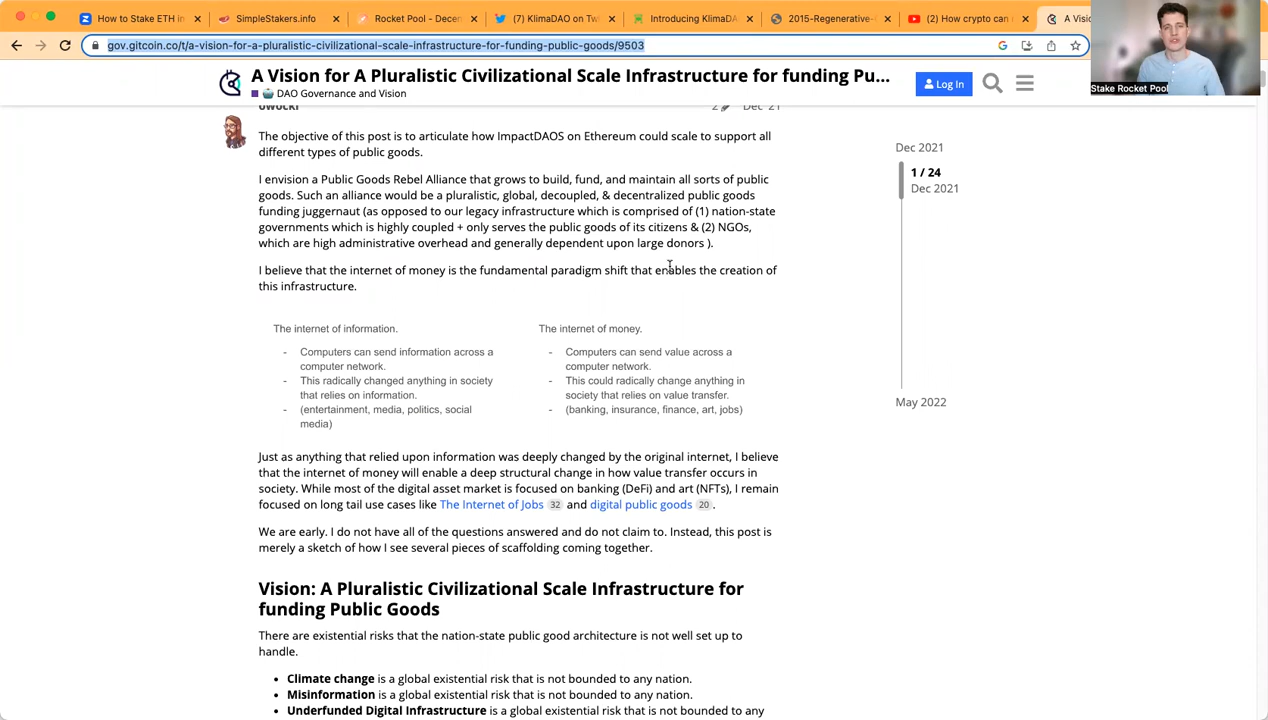 How to Stake ETH in
SimpleStakers.info
Rocket Pool - Decen
(7) KlimaDAO on Tw
Introducing KlimaDA
2015-Regenerative-
(2) How crypto can
A Visi
gov.gitcoin.co/t/a-vision-for-a-pluralistic-civilizational-scale-infrastructure-for-funding-public-goods/9503
Stake Rocket Pool
A Vision for A Pluralistic Civilizational Scale Infrastructure for funding Pu...
DAO Governance and Vision
Log In
owocki
2
Dec '21
The objective of this post is to articulate how ImpactDAOS on Ethereum could scale to support all
different types of public goods.
I envision a Public Goods Rebel Alliance that grows to build, fund, and maintain all sorts of public
goods. Such an alliance would be a pluralistic, global, decoupled, & decentralized public goods
funding juggernaut (as opposed to our legacy infrastructure which is comprised of (1) nation-state
governments which is highly coupled + only serves the public goods of its citizens & (2) NGOs,
which are high administrative overhead and generally dependent upon large donors ).
I believe that the internet of money is the fundamental paradigm shift that enables the creation of
this infrastructure.
The internet of information.
- Computers can send information across a
computer network.
- This radically changed anything in society
that relies on information.
- (entertainment, media, politics, social
media)
The internet of money.
- Computers can send value across a
computer network.
- This could radically change anything in
society that relies on value transfer.
- (banking, insurance, finance, art, jobs)
Just as anything that relied upon information was deeply changed by the original internet, I believe
that the internet of money will enable a deep structural change in how value transfer occurs in
society. While most of the digital asset market is focused on banking (DeFi) and art (NFTs), I remain
focused on long tail use cases like The Internet of Jobs 32 and digital public goods 20 .
We are early. I do not have all of the questions answered and do not claim to. Instead, this post is
merely a sketch of how I see several pieces of scaffolding coming together.
Vision: A Pluralistic Civilizational Scale Infrastructure for
funding Public Goods
There are existential risks that the nation-state public good architecture is not well set up to
handle.
• Climate change is a global existential risk that is not bounded to any nation.
• Misinformation is a global existential risk that is not bounded to any nation.
• Underfunded Digital Infrastructure is a global existential risk that is not bounded to any
Dec 2021
1 / 24
Dec 2021
May 2022